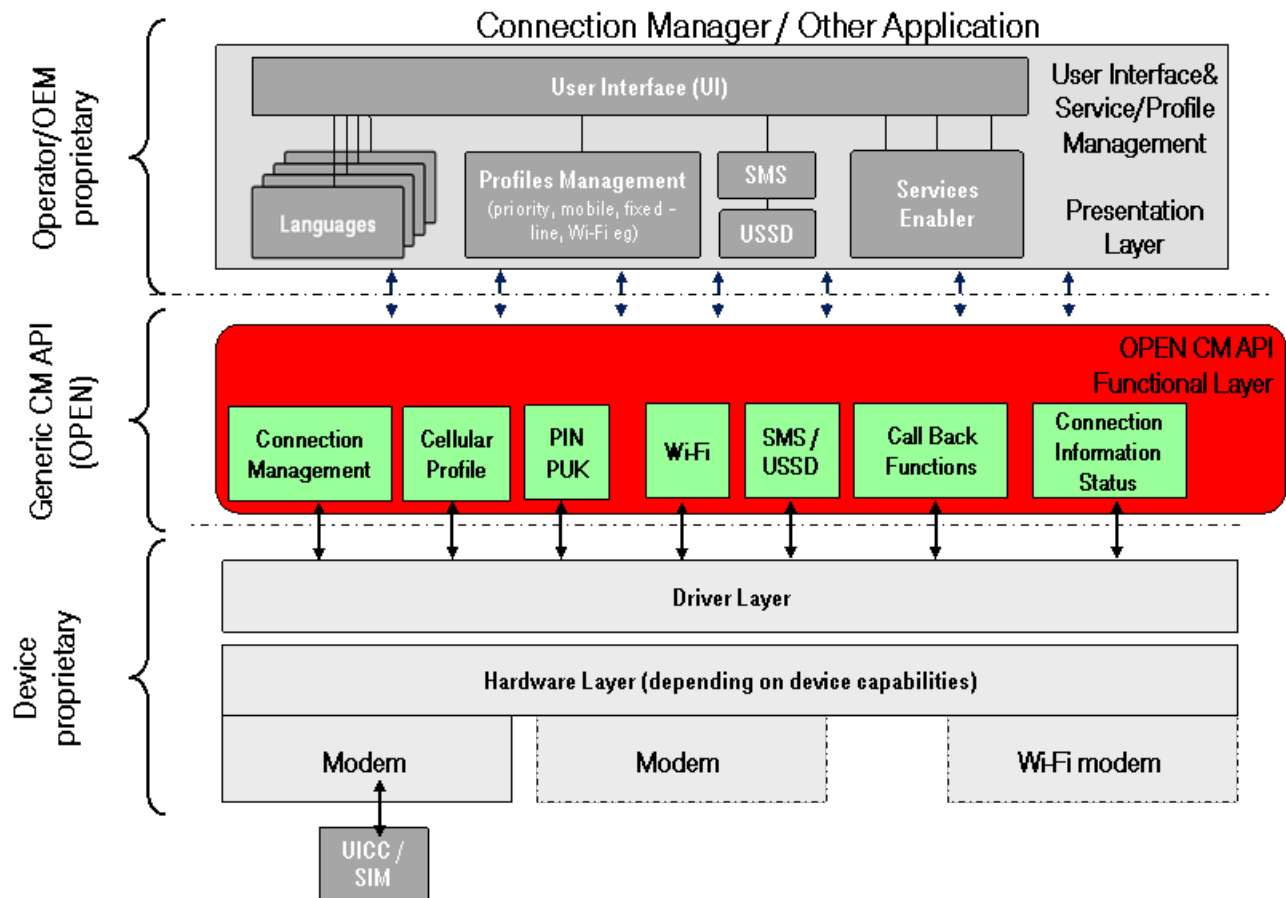 Connection Manager / Other Application
Operator/OEM
proprietary
User Interface (UI)
User Interface&
Service/Profile
Management
Presentation
Layer
Languages
Profiles Management
(priority, mobile, fixed –
line, Wi-Fi eg)
SMS
USSD
Services
Enabler
Generic CM API
(OPEN)
OPEN CM API
Functional Layer
Connection
Management
Cellular
Profile
PIN
PUK
Wi-Fi
SMS /
USSD
Call Back
Functions
Connection
Information
Status
Device
proprietary
Driver Layer
Hardware Layer (depending on device capabilities)
Modem
Modem
Wi-Fi modem
UICC /
SIM